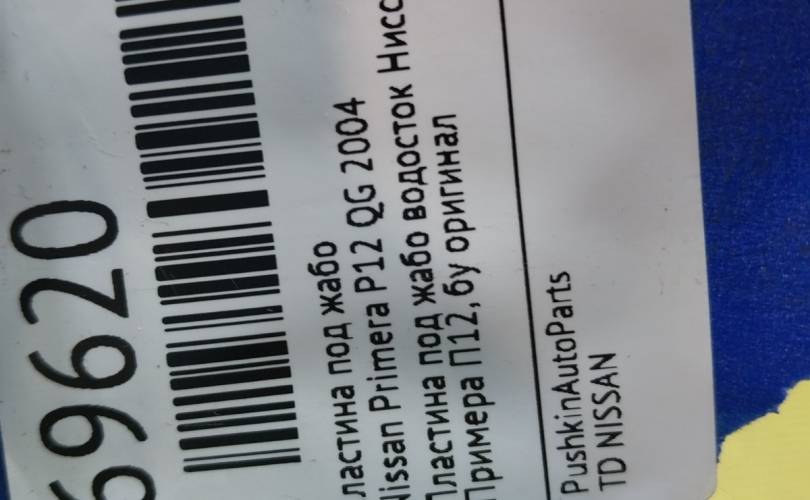 69620
ластина под жабо
Nissan Primera P12 QG 2004
Пластина под жабо водосток Нисс
Примера П12, бу оригинал
PushkinAutoParts
TD NISSAN